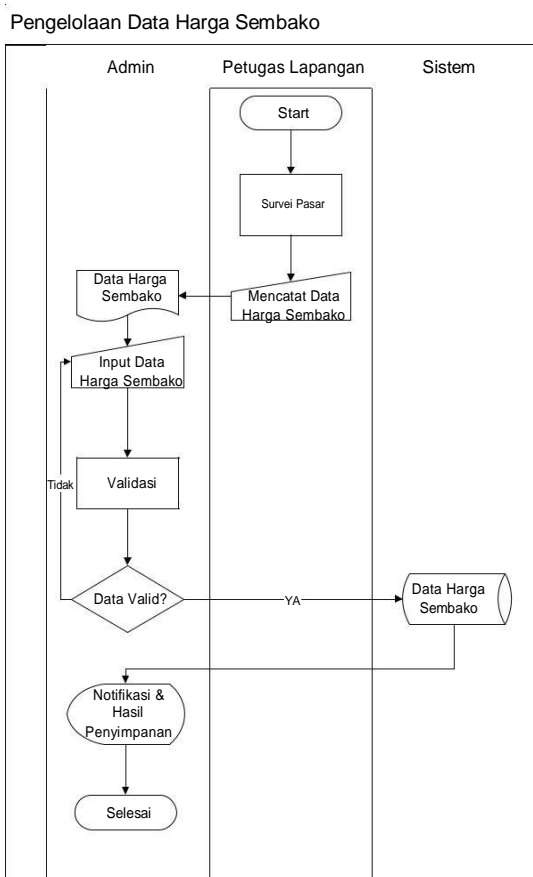 Pengelolaan Data Harga Sembako
Admin
Petugas Lapangan
Sistem
Start
Survei Pasar
Mencatat Data
Harga Sembako
Data Harga
Sembako
Input Data
Harga Sembako
Validasi
Tidak
Data Valid?
YA
Data Harga
Sembako
Notifikasi &
Hasil
Penyimpanan
Selesai